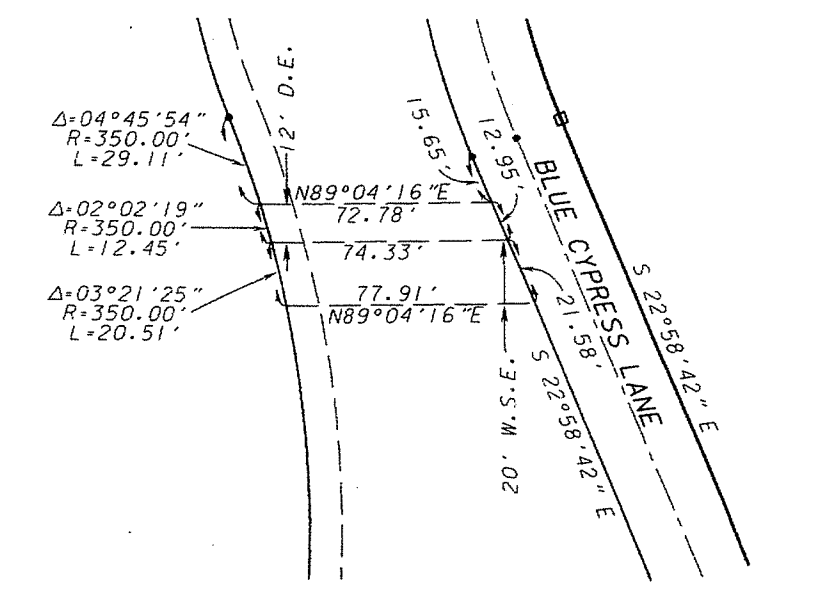 12' D.E.
Δ=04°45'54"
R=350.00'
L=29.11'
15.65'
12.95'
N89°04'16"E
72.78'
Δ=02°02'19"
R=350.00'
L=12.45'
74.33'
Δ=03°21'25"
R=350.00'
L=20.51'
77.91'
N89°04'16"E
21.58'
BLUE CYPRESS LANE
S 22°58'42" E
S 22°58'42" E
20' W.S.E.